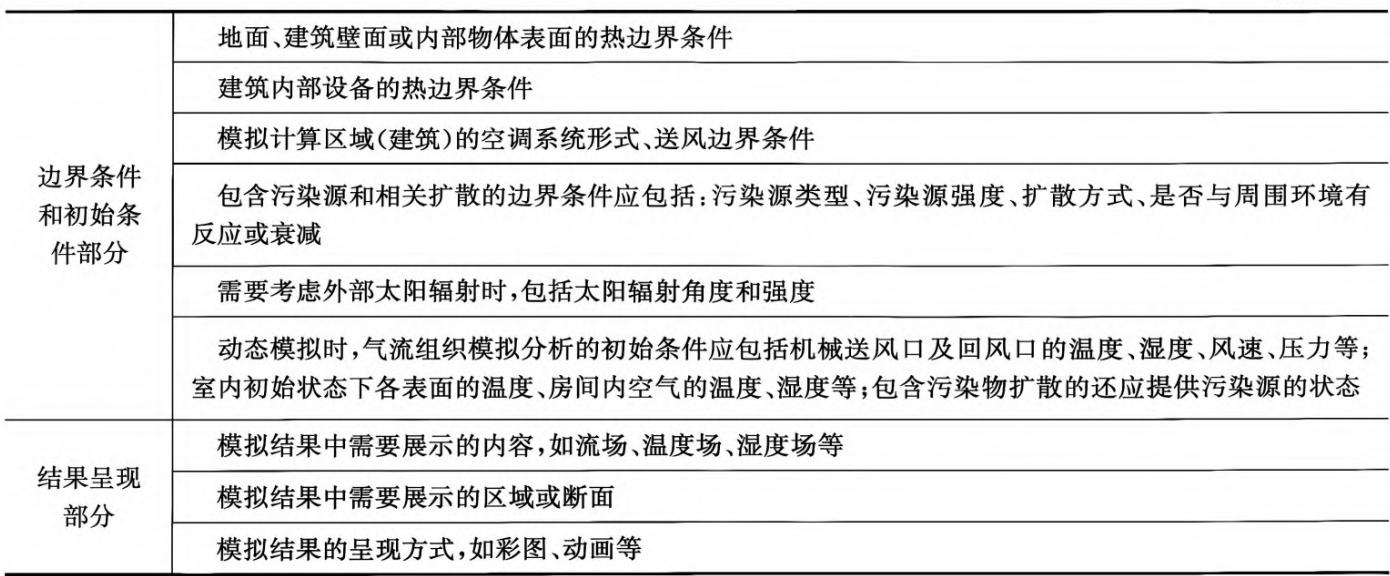 地面、建筑壁面或内部物体表面的热边界条件
建筑内部设备的热边界条件
模拟计算区域(建筑)的空调系统形式、送风边界条件
边界条件
和初始条
件部分
包含污染源和相关扩散的边界条件应包括:污染源类型、污染源强度、扩散方式、是否与周围环境有
反应或衰减
需要考虑外部太阳辐射时,包括太阳辐射角度和强度
动态模拟时,气流组织模拟分析的初始条件应包括机械送风口及回风口的温度、湿度、风速、压力等;
室内初始状态下各表面的温度、房间内空气的温度、湿度等;包含污染物扩散的还应提供污染源的状态
模拟结果中需要展示的内容,如流场、温度场、湿度场等
结果呈现
部分
模拟结果中需要展示的区域或断面
模拟结果的呈现方式,如彩图、动画等